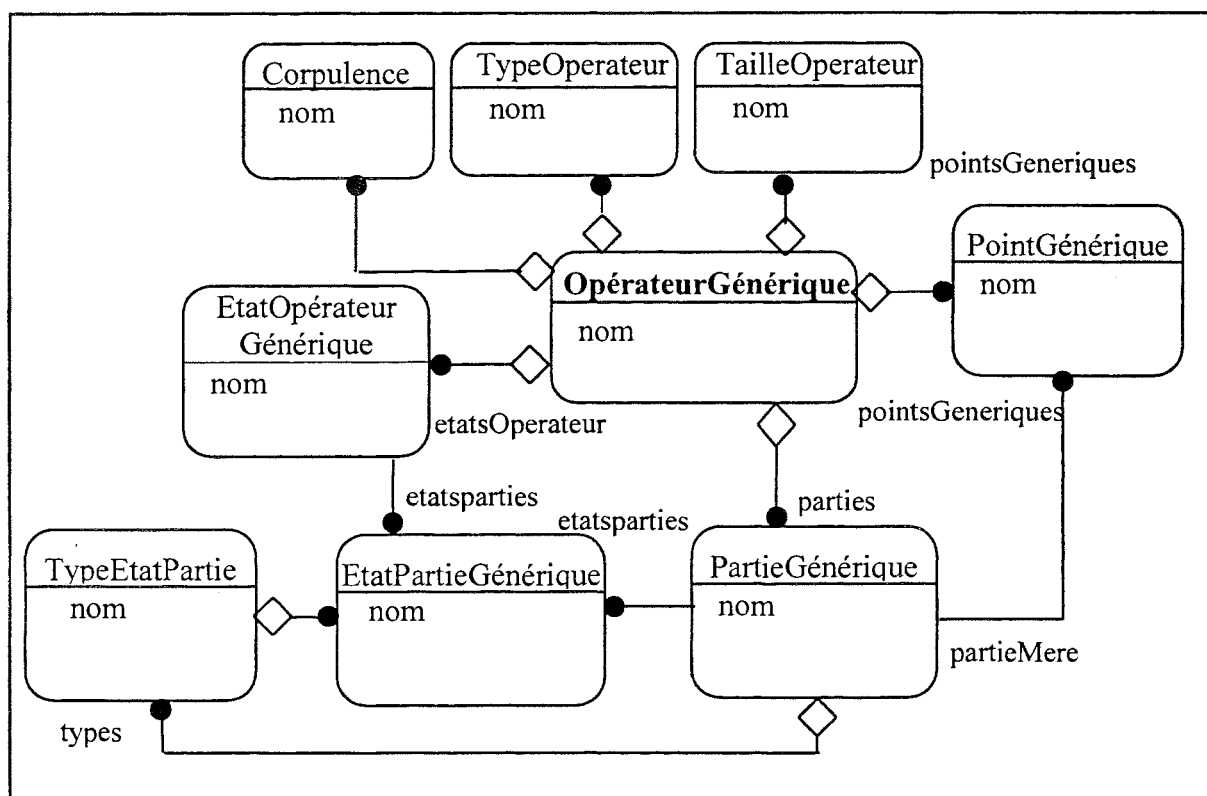 Corpulence
nom
TypeOperateur
nom
TailleOperateur
nom
pointsGeneriques
PointGénérique
nom
OpérateurGénérique
nom
EtatOpérateur
Générique
nom
etatsOperateur
pointsGeneriques
etatsparties
etatsparties
parties
TypeEtatPartie
nom
EtatPartieGénérique
nom
PartieGénérique
nom
partieMere
types